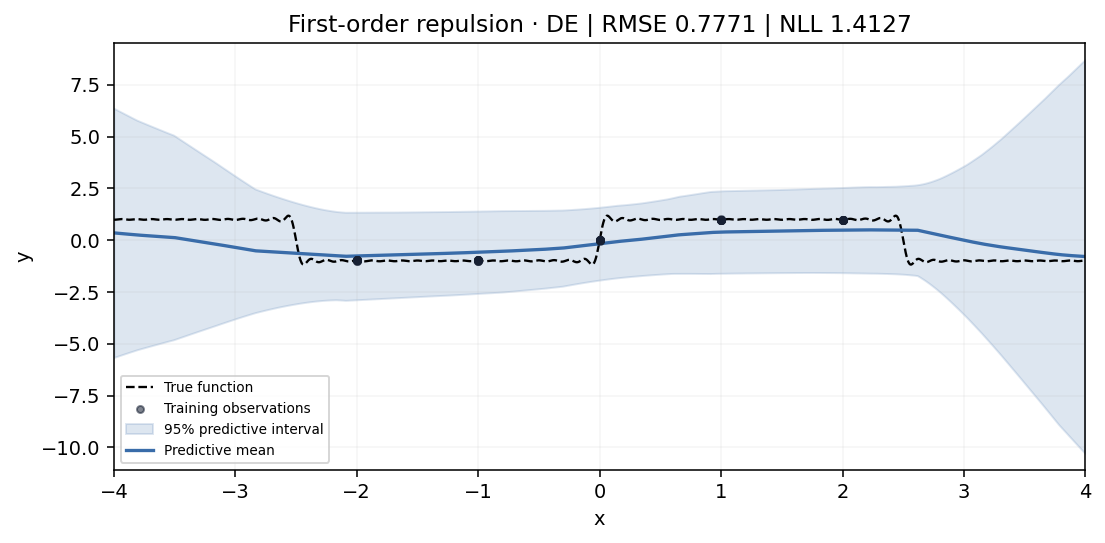 First-order repulsion · DE | RMSE 0.7771 | NLL 1.4127
7.5
5.0
2.5
0.0
−2.5
−5.0
−7.5
−10.0
y
True function
Training observations
95% predictive interval
Predictive mean
−4
−3
−2
−1
0
1
2
3
4
x